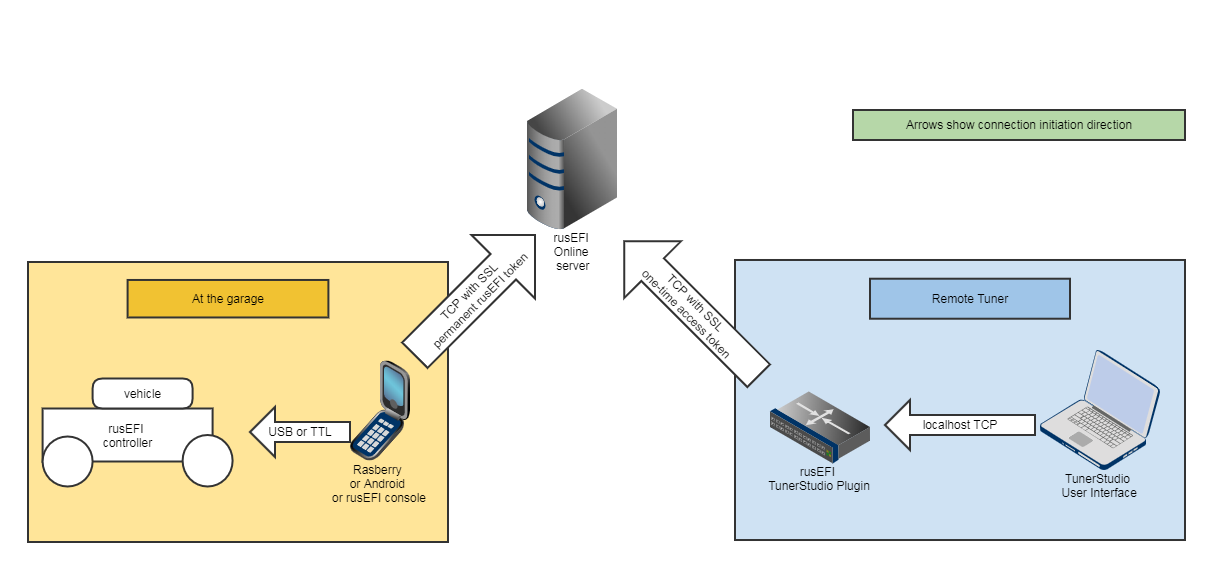 Arrows show connection initiation direction
rusEFI
Online
server
At the garage
TCP with SSL
permanent rusEFI token
vehicle
rusEFI
controller
USB or TTL
Rasberry
or Android
or rusEFI console
Remote Tuner
TCP with SSL
one-time access token
rusEFI
TunerStudio Plugin
localhost TCP
TunerStudio
User Interface